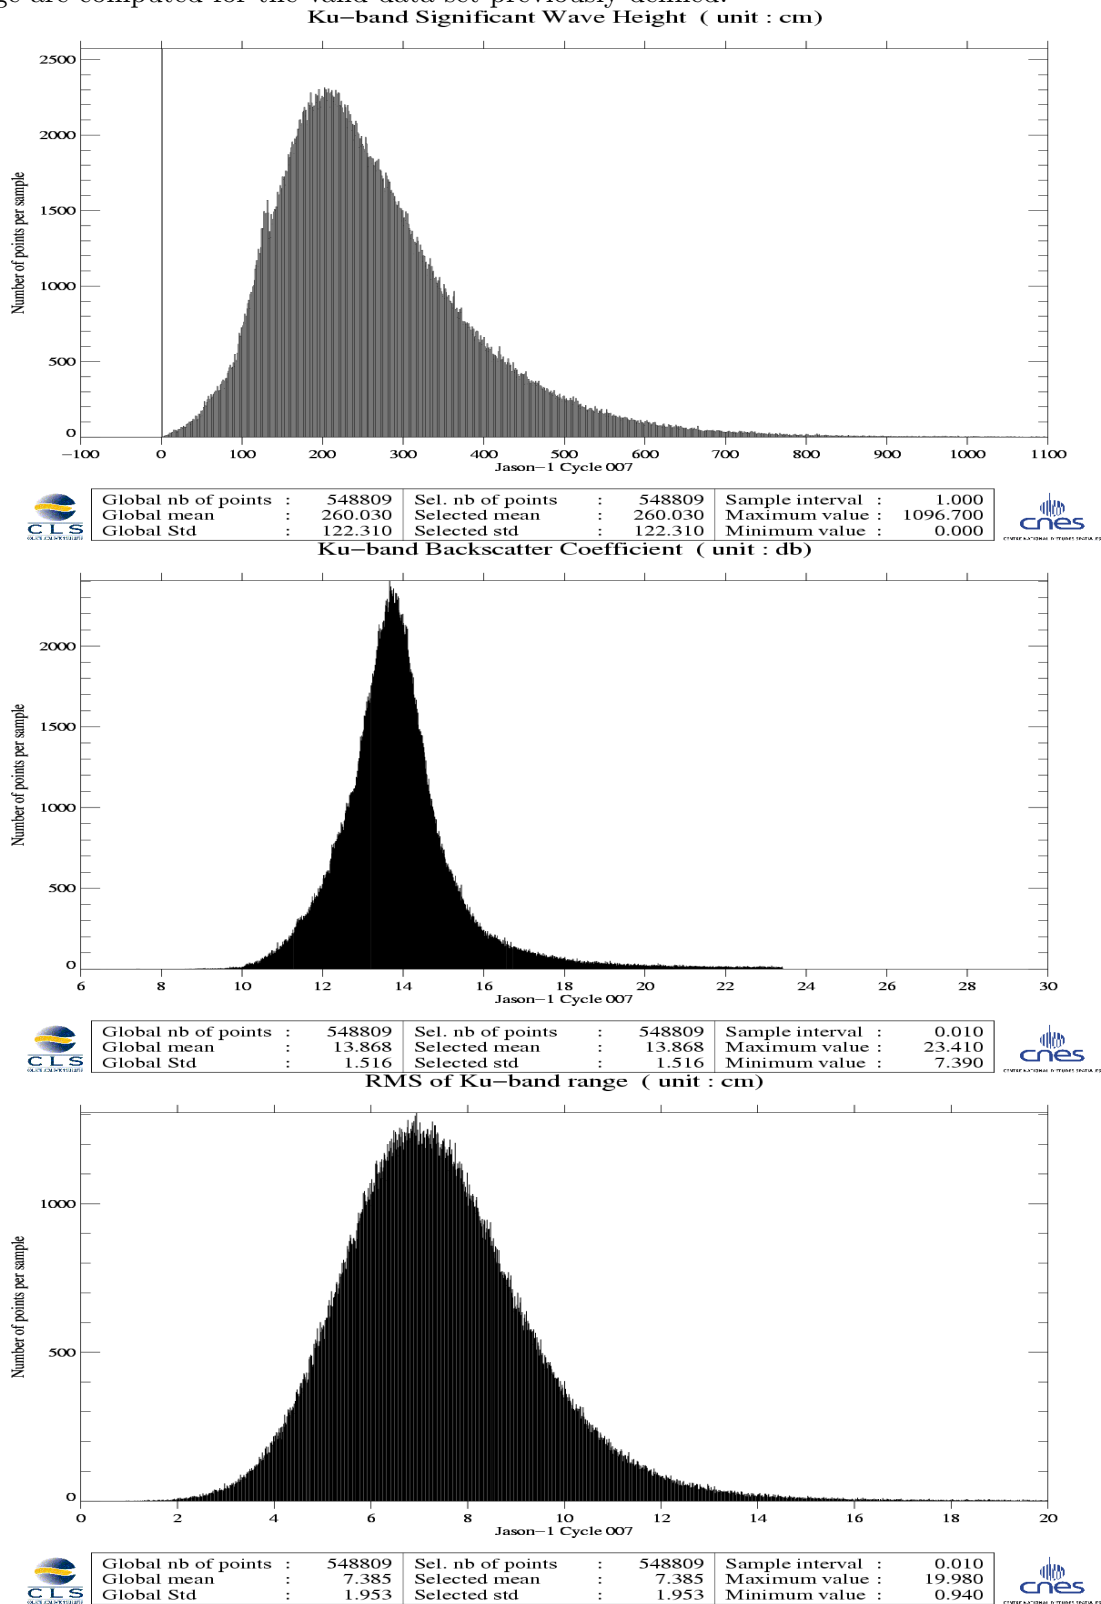 ge are computed for the valid data set previously defined.
Ku-band Significant Wave Height ( unit : cm)
Number of points per sample
2500
2000
1500
1000
500
0
-100 0 100 200 300 400 500 600 700 800 900 1000 1100
Jason-1 Cycle 007
CLS
Global nb of points : 548809 Sel. nb of points : 548809 Sample interval : 1.000
Global mean : 260.030 Selected mean : 260.030 Maximum value : 1096.700
Global Std : 122.310 Selected std : 122.310 Minimum value : 0.000
cnes
Ku-band Backscatter Coefficient ( unit : db)
Number of points per sample
2000
1500
1000
500
0
6 8 10 12 14 16 18 20 22 24 26 28 30
Jason-1 Cycle 007
CLS
Global nb of points : 548809 Sel. nb of points : 548809 Sample interval : 0.010
Global mean : 13.868 Selected mean : 13.868 Maximum value : 23.410
Global Std : 1.516 Selected std : 1.516 Minimum value : 7.390
cnes
RMS of Ku-band range ( unit : cm)
Number of points per sample
1000
500
0
0 2 4 6 8 10 12 14 16 18 20
Jason-1 Cycle 007
CLS
Global nb of points : 548809 Sel. nb of points : 548809 Sample interval : 0.010
Global mean : 7.385 Selected mean : 7.385 Maximum value : 19.980
Global Std : 1.953 Selected std : 1.953 Minimum value : 0.940
cnes